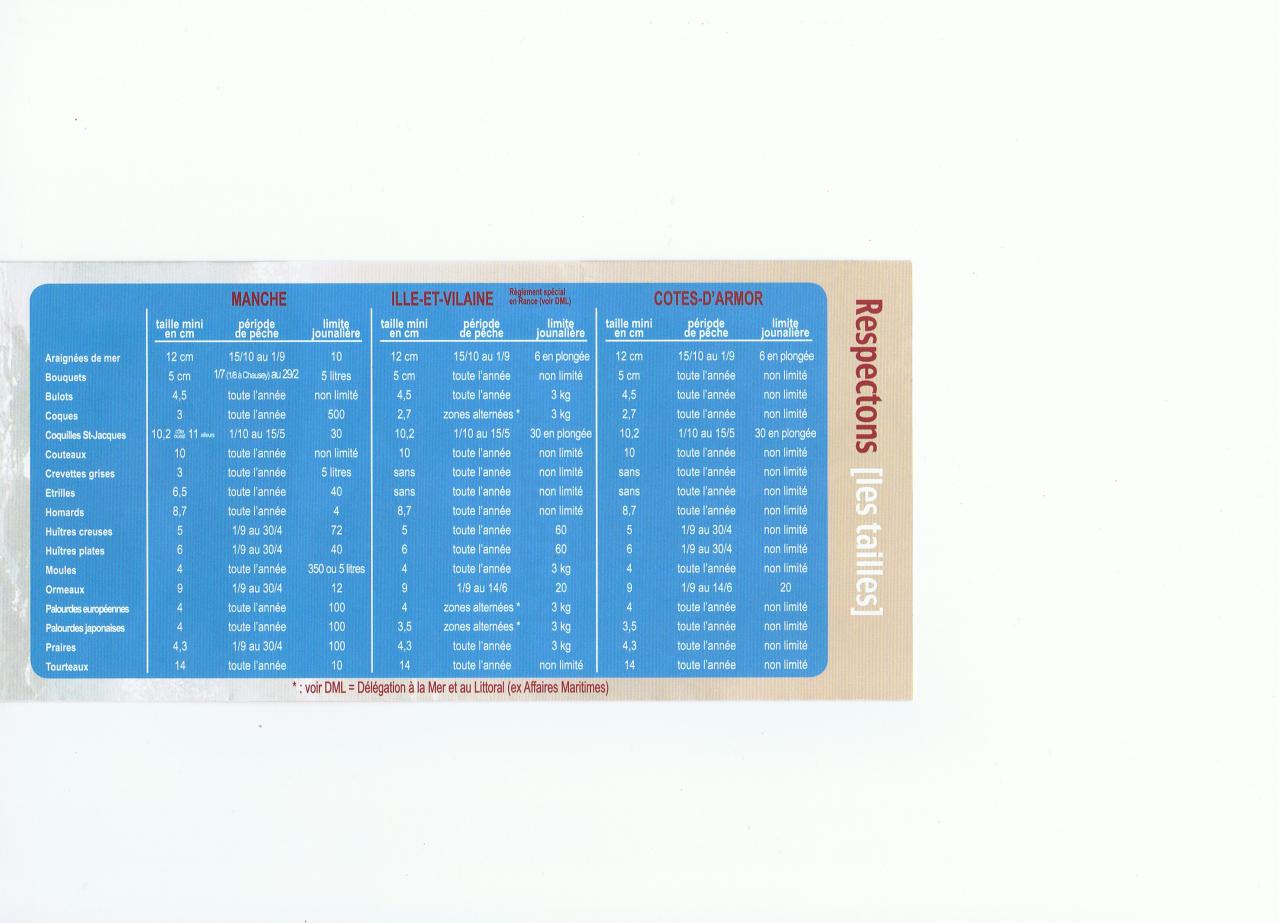 MANCHE ILLE-ET-VILAINE Règlement spécial en Rance (voir DML) COTES-D'ARMOR
taille mini en cm période de pêche limite jounalière taille mini en cm période de pêche limite jounalière taille mini en cm période de pêche limite jounalière
Araignées de mer 12 cm 15/10 au 1/9 10 12 cm 15/10 au 1/9 6 en plongée 12 cm 15/10 au 1/9 6 en plongée
Bouquets 5 cm 1/7 (1/8 à Chausey) au 29/2 5 litres 5 cm toute l'année non limité 5 cm toute l'année non limité
Bulots 4,5 toute l'année non limité 4,5 toute l'année 3 kg 4,5 toute l'année non limité
Coques 3 toute l'année 500 2,7 zones alternées * 3 kg 2,7 toute l'année non limité
Coquilles St-Jacques 10,2 11 ailleurs 1/10 au 15/5 30 10,2 1/10 au 15/5 30 en plongée 10,2 1/10 au 15/5 30 en plongée
Couteaux 10 toute l'année non limité 10 toute l'année non limité 10 toute l'année non limité
Crevettes grises 3 toute l'année 5 litres sans toute l'année non limité sans toute l'année non limité
Etrilles 6,5 toute l'année 40 sans toute l'année non limité sans toute l'année non limité
Homards 8,7 toute l'année 4 8,7 toute l'année non limité 8,7 toute l'année non limité
Huîtres creuses 5 1/9 au 30/4 72 5 toute l'année 60 5 1/9 au 30/4 non limité
Huîtres plates 6 1/9 au 30/4 40 6 toute l'année 60 6 1/9 au 30/4 non limité
Moules 4 toute l'année 350 ou 5 litres 4 toute l'année 3 kg 4 toute l'année non limité
Ormeaux 9 1/9 au 30/4 12 9 1/9 au 14/6 20 9 1/9 au 14/6 20
Palourdes européennes 4 toute l'année 100 4 zones alternées * 3 kg 4 toute l'année non limité
Palourdes japonaises 4 toute l'année 100 3,5 zones alternées * 3 kg 3,5 toute l'année non limité
Praires 4,3 1/9 au 30/4 100 4,3 toute l'année 3 kg 4,3 toute l'année non limité
Tourteaux 14 toute l'année 10 14 toute l'année non limité 14 toute l'année non limité
* : voir DML = Délégation à la Mer et au Littoral (ex Affaires Maritimes)
Respectons [les tailles]